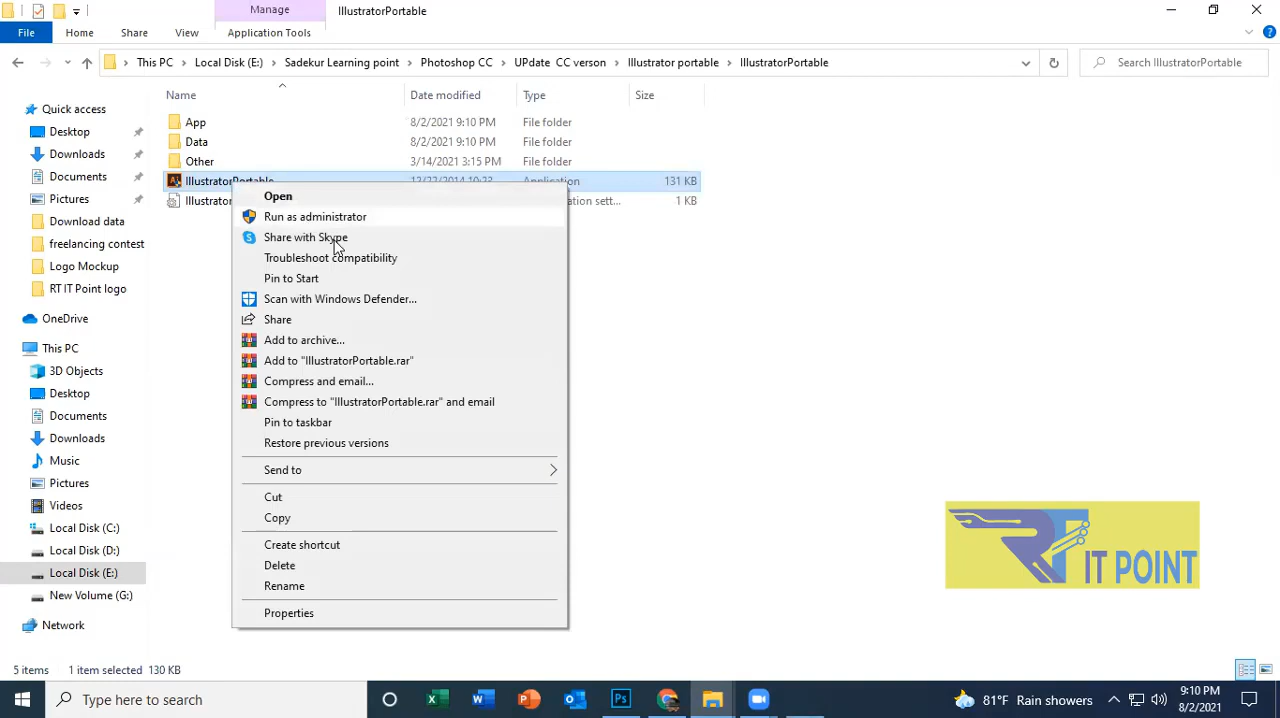 Manage
IllustratorPortable
File
Home
Share
View
Application Tools
This PC
Local Disk (E:)
Sadekur Learning point
Photoshop CC
UPdate CC verson
Illustrator portable
IllustratorPortable
Search IllustratorPortable
Name
Date modified
Type
Size
App
8/2/2021 9:10 PM
File folder
Data
8/2/2021 9:10 PM
File folder
Other
3/14/2021 3:15 PM
File folder
IllustratorPortable
Application
131 KB
1 KB
Quick access
Desktop
Downloads
Documents
Pictures
Download data
freelancing contest
Logo Mockup
RT IT Point logo
OneDrive
This PC
3D Objects
Desktop
Documents
Downloads
Music
Pictures
Videos
Local Disk (C:)
Local Disk (D:)
Local Disk (E:)
New Volume (G:)
Network
Open
Run as administrator
Share with Skype
Troubleshoot compatibility
Pin to Start
Scan with Windows Defender...
Share
Add to archive...
Add to "IllustratorPortable.rar"
Compress and email...
Compress to "IllustratorPortable.rar" and email
Pin to taskbar
Restore previous versions
Send to
Cut
Copy
Create shortcut
Delete
Rename
Properties
RT IT POINT
5 items
1 item selected 130 KB
Type here to search
81°F Rain showers
9:10 PM
8/2/2021